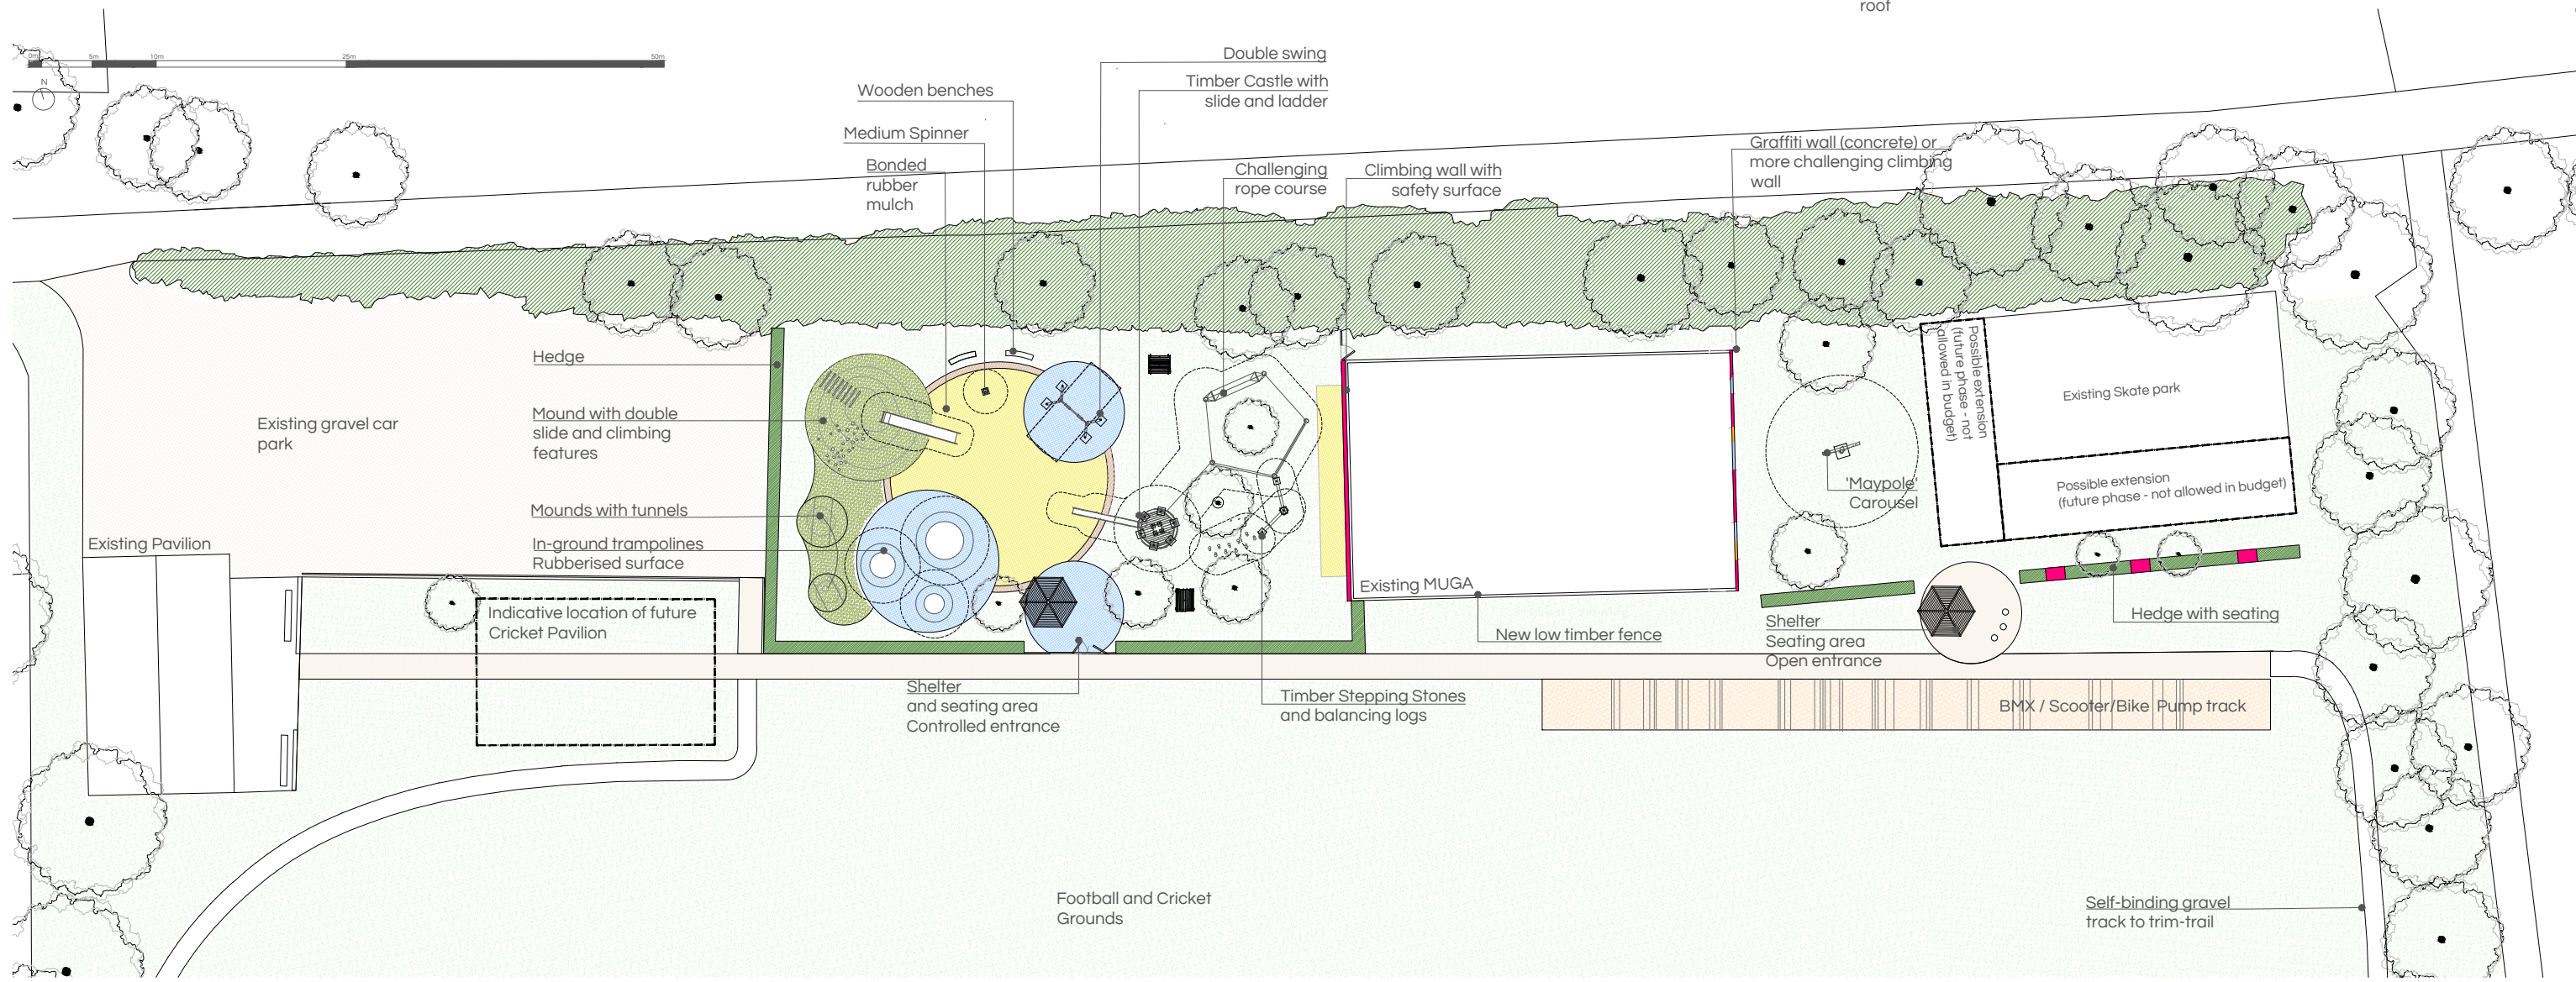 roof
0m
5m
10m
25m
50m
N
Double swing
Timber Castle with
slide and ladder
Wooden benches
Medium Spinner
Bonded
rubber
mulch
Challenging
rope course
Climbing wall with
safety surface
Graffiti wall (concrete) or
more challenging climbing
wall
Hedge
Mound with double
slide and climbing
features
Existing gravel car
park
Mounds with tunnels
In-ground trampolines
Rubberised surface
Existing Pavilion
Indicative location of future
Cricket Pavilion
Possible extension
(future phase - not
allowed in budget)
Existing Skate park
Possible extension
(future phase - not allowed in budget)
'Maypole'
Carousel
Existing MUGA
New low timber fence
Shelter
Seating area
Open entrance
Hedge with seating
Shelter
and seating area
Controlled entrance
Timber Stepping Stones
and balancing logs
BMX / Scooter/Bike Pump track
Football and Cricket
Grounds
Self-binding gravel
track to trim-trail